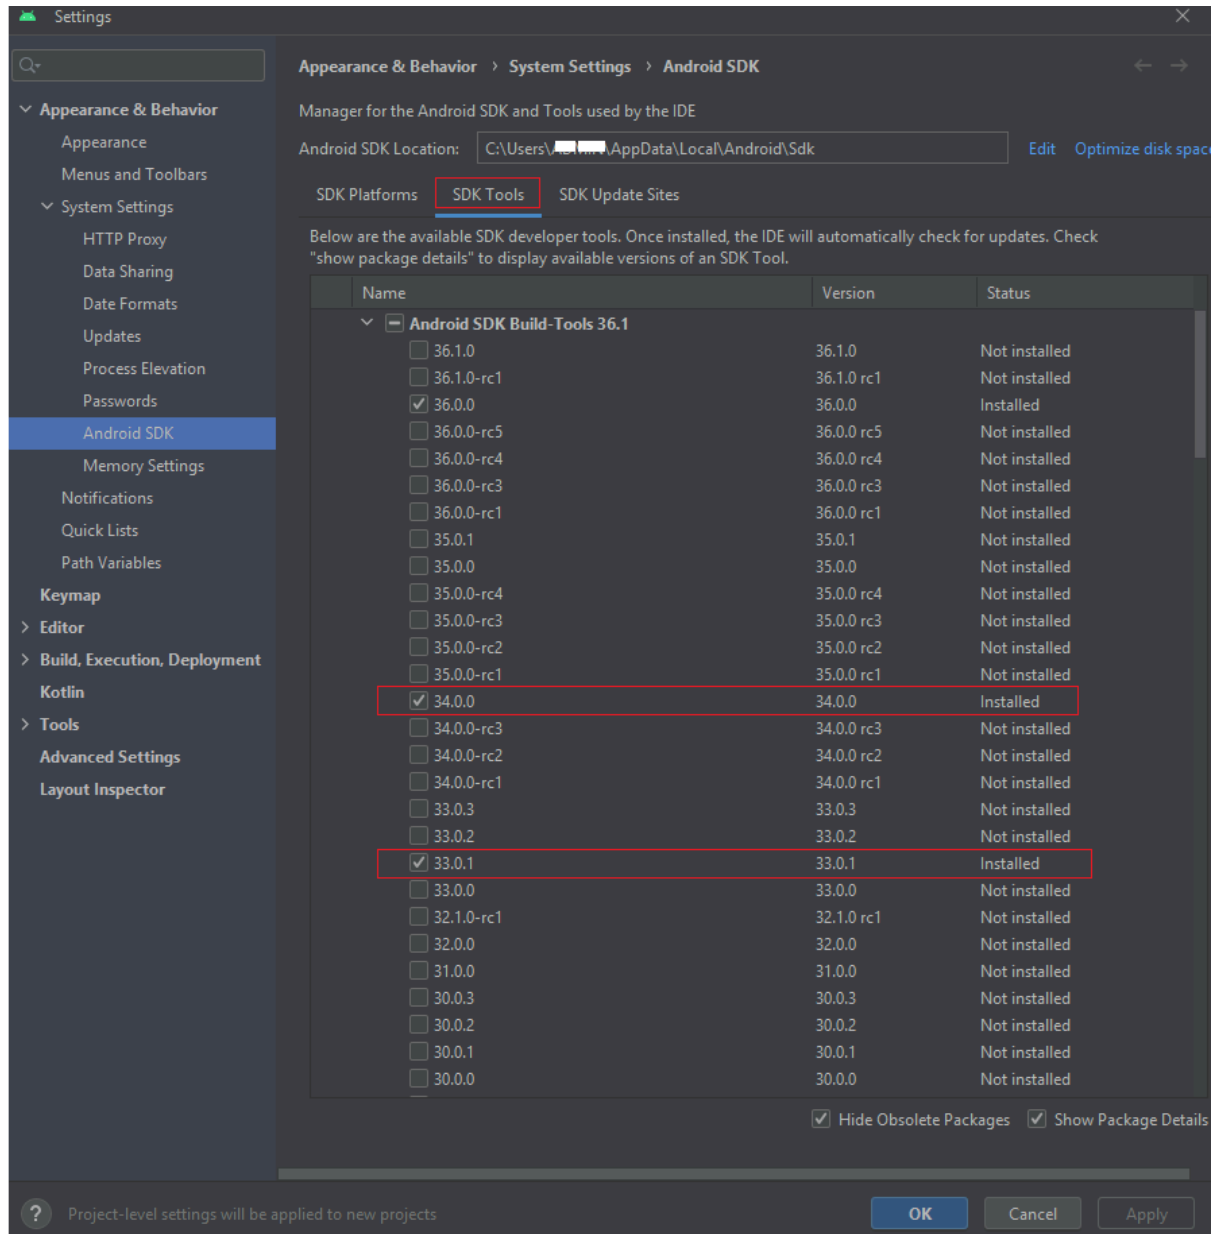 Settings
Appearance & Behavior
Appearance
Menus and Toolbars
System Settings
HTTP Proxy
Data Sharing
Date Formats
Updates
Process Elevation
Passwords
Android SDK
Memory Settings
Notifications
Quick Lists
Path Variables
Keymap
Editor
Build, Execution, Deployment
Kotlin
Tools
Advanced Settings
Layout Inspector
Appearance & Behavior > System Settings > Android SDK
Manager for the Android SDK and Tools used by the IDE
Android SDK Location: C:\Users\ \AppData\Local\Android\Sdk Edit Optimize disk space
SDK Platforms SDK Tools SDK Update Sites
Below are the available SDK developer tools. Once installed, the IDE will automatically check for updates. Check
"show package details" to display available versions of an SDK Tool.
Name Version Status
Android SDK Build-Tools 36.1
36.1.0 36.1.0 Not installed
36.1.0-rc1 36.1.0 rc1 Not installed
36.0.0 36.0.0 Installed
36.0.0-rc5 36.0.0 rc5 Not installed
36.0.0-rc4 36.0.0 rc4 Not installed
36.0.0-rc3 36.0.0 rc3 Not installed
36.0.0-rc1 36.0.0 rc1 Not installed
35.0.1 35.0.1 Not installed
35.0.0 35.0.0 Not installed
35.0.0-rc4 35.0.0 rc4 Not installed
35.0.0-rc3 35.0.0 rc3 Not installed
35.0.0-rc2 35.0.0 rc2 Not installed
35.0.0-rc1 35.0.0 rc1 Not installed
34.0.0 34.0.0 Installed
34.0.0-rc3 34.0.0 rc3 Not installed
34.0.0-rc2 34.0.0 rc2 Not installed
34.0.0-rc1 34.0.0 rc1 Not installed
33.0.3 33.0.3 Not installed
33.0.2 33.0.2 Not installed
33.0.1 33.0.1 Installed
33.0.0 33.0.0 Not installed
32.1.0-rc1 32.1.0 rc1 Not installed
32.0.0 32.0.0 Not installed
31.0.0 31.0.0 Not installed
30.0.3 30.0.3 Not installed
30.0.2 30.0.2 Not installed
30.0.1 30.0.1 Not installed
30.0.0 30.0.0 Not installed
Hide Obsolete Packages Show Package Details
? Project-level settings will be applied to new projects
OK Cancel Apply